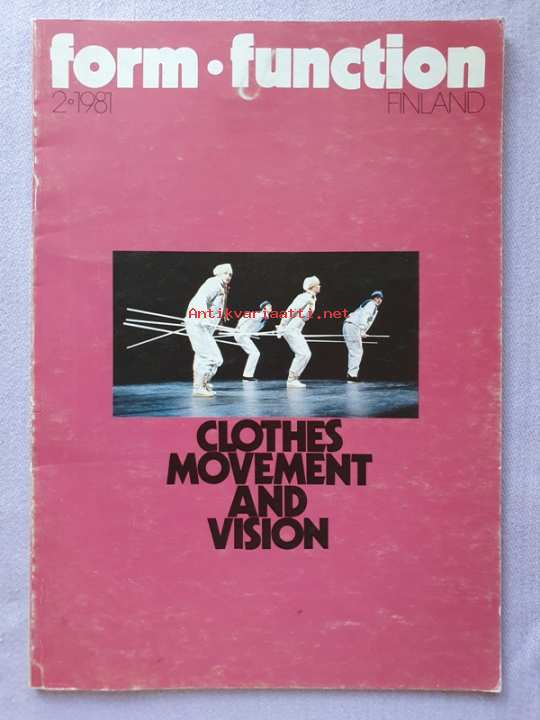 form•function
2•1981 FINLAND
Antikvariaatti.net
CLOTHES
MOVEMENT
AND
VISION